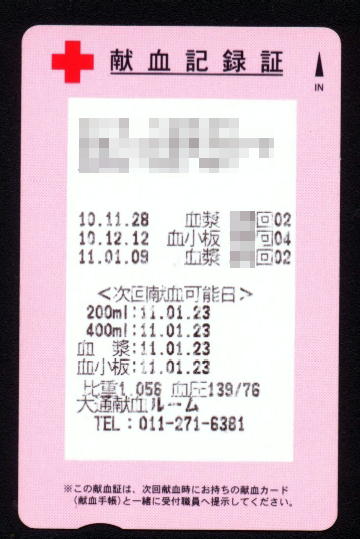 献血記録証
IN
10.11.28 血漿 回02
10.12.12 血小板 回04
11.01.09 血漿 回02
＜次回献血可能日＞
200ml:11.01.23
400ml:11.01.23
血 漿:11.01.23
血小板:11.01.23
比重1.056 血圧139/76
大通献血ルーム
TEL：011-271-6381
※この献血証は、次回献血時にお持ちの献血カード
（献血手帳）と一緒に受付職員へ提示してください。